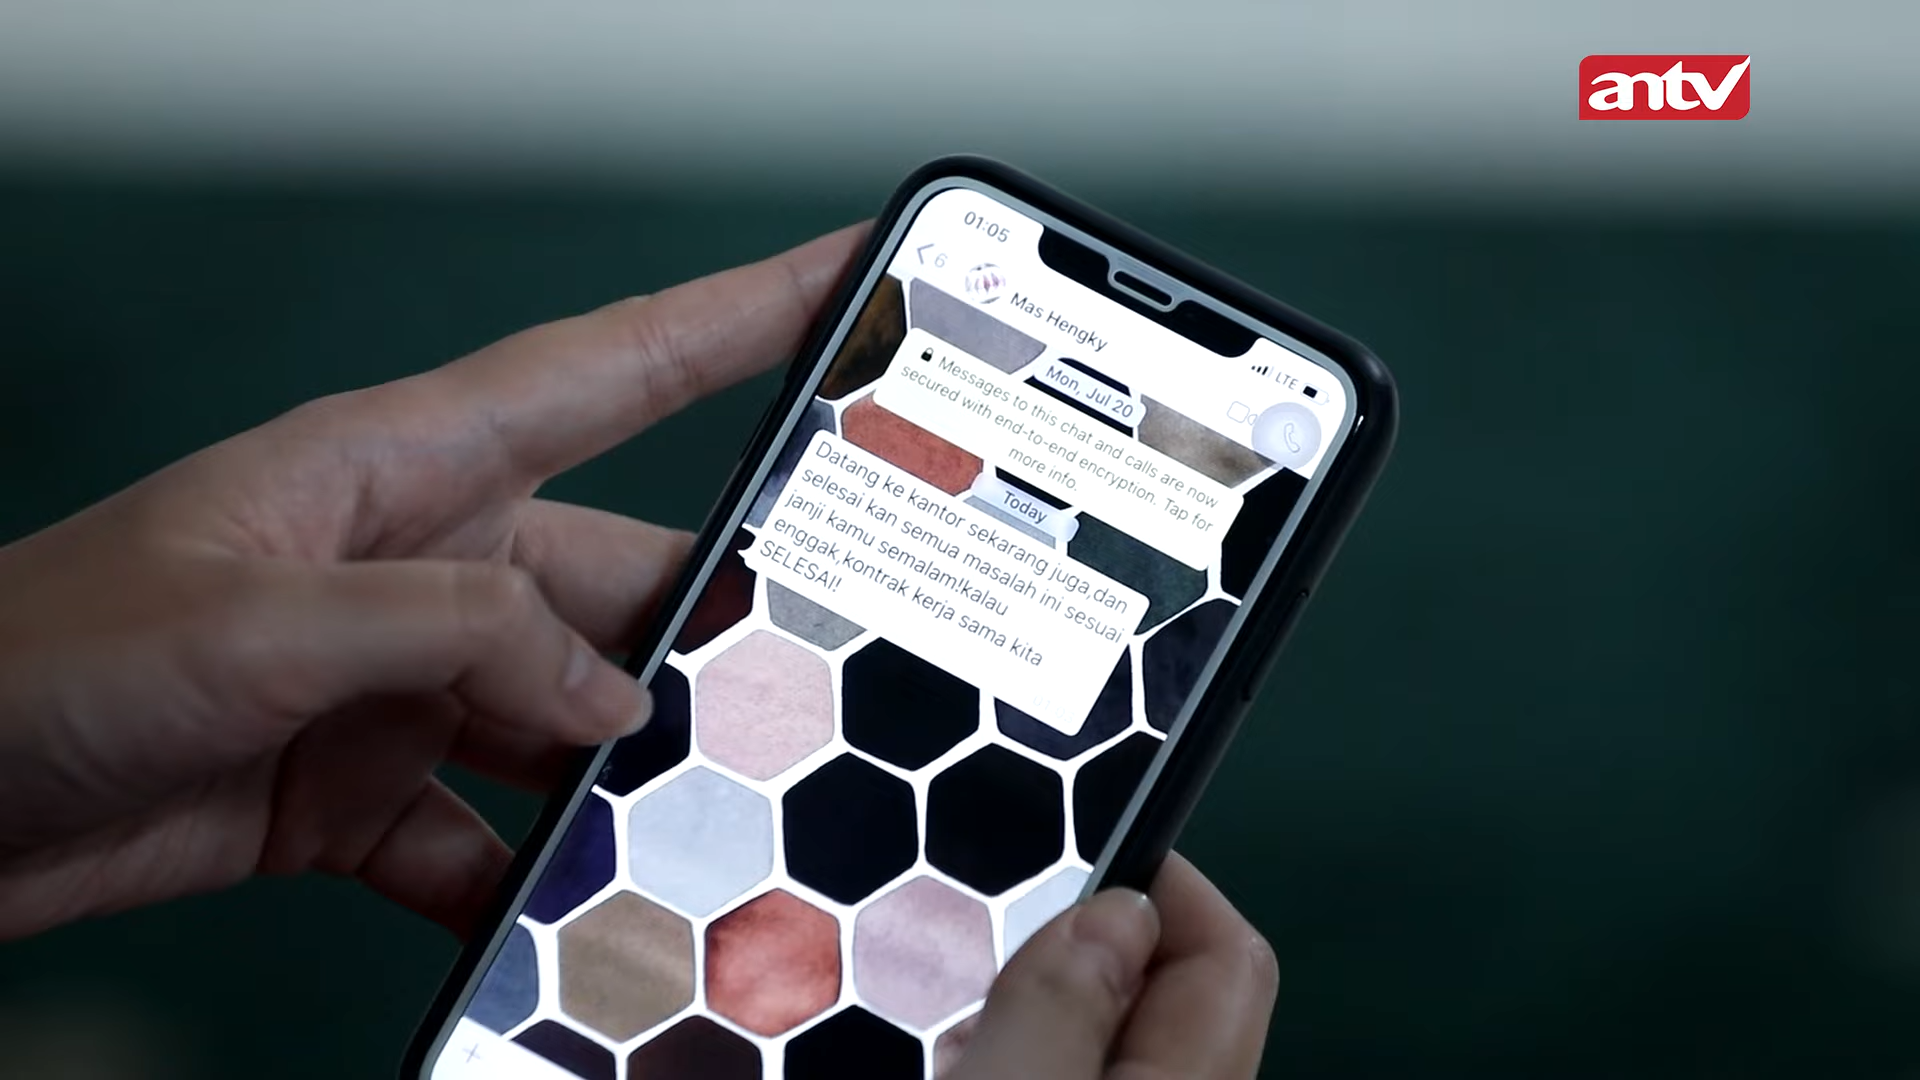 antv
01:05
6
Mas Hengky
LTE
Mon, Jul 20
Messages to this chat and calls are now
secured with end-to-end encryption. Tap for
more info.
Today
Datang ke kantor sekarang juga,dan
selesai kan semua masalah ini sesuai
janji kamu semalam!kalau
enggak,kontrak kerja sama kita
SELESAI!